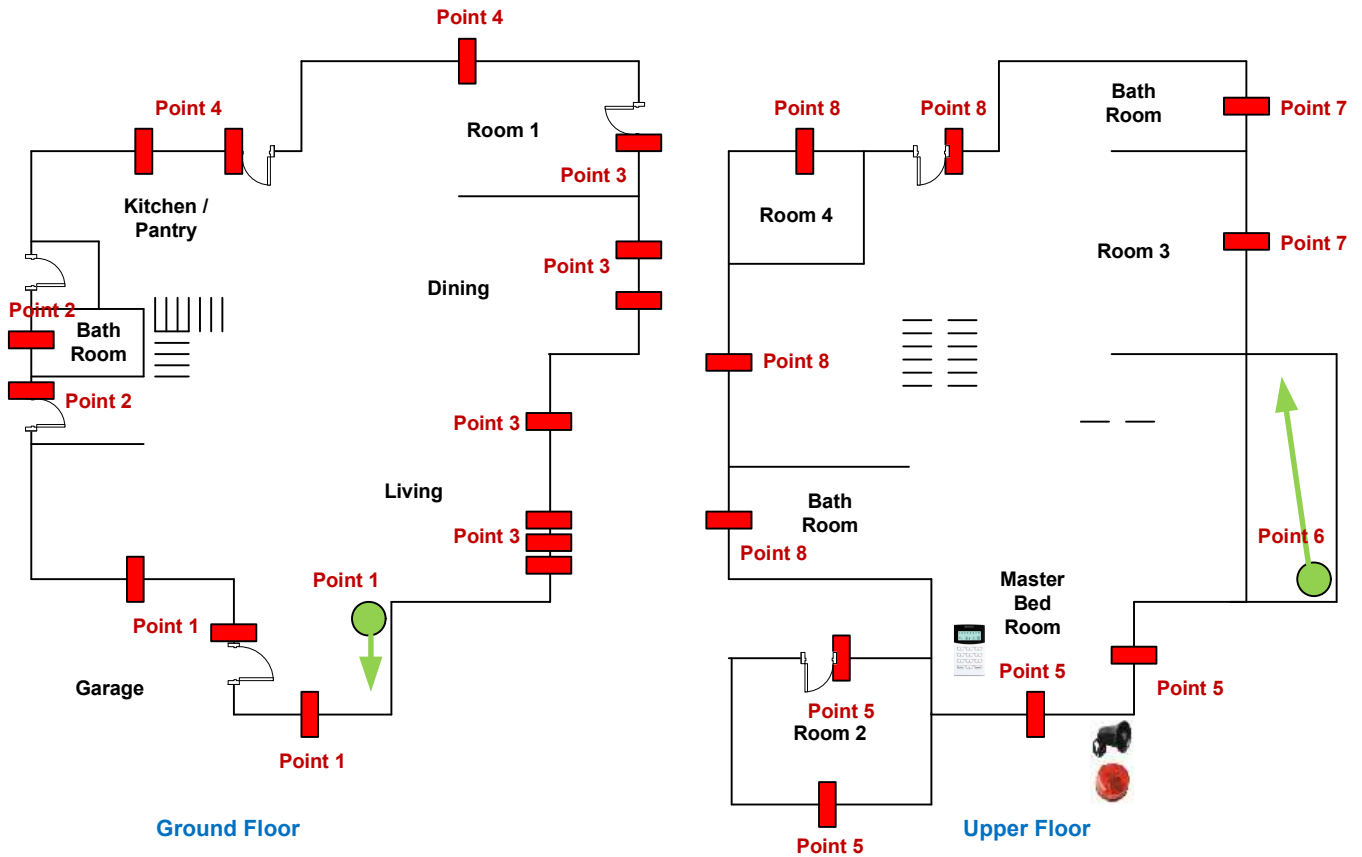 Point 4
Point 4
Room 1
Point 3
Kitchen /
Pantry
Point 3
Dining
Point 2
Bath
Room
Point 2
Point 3
Living
Point 3
Point 1
Point 1
Garage
Point 1
Ground Floor
Bath
Room
Point 8
Point 8
Point 7
Room 4
Room 3
Point 7
Point 8
Bath
Room
Point 8
Point 6
Master
Bed
Room
Point 5
Point 5
Point 5
Room 2
Point 5
Upper Floor